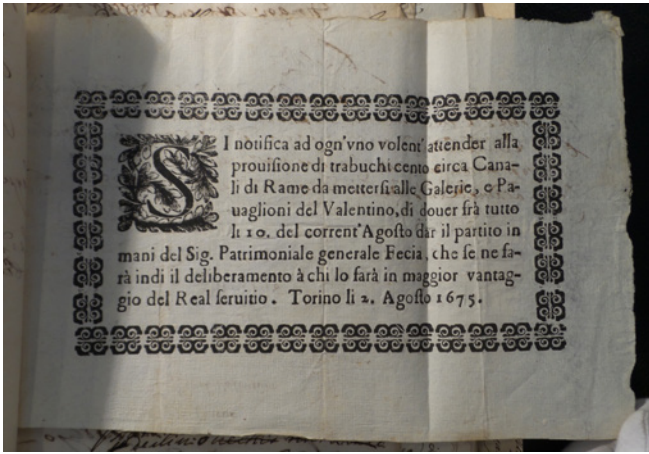 SI notifica ad ogn'vno volent'attender alla
prouisione di trabuchi cento circa Cana-
li di Rame da mettersi alle Galerie, e Pa-
uaglioni del Valentino, di douer frà tutto
li 10. del corrent'Agosto dar il partito in
mani del Sig. Patrimoniale generale Fecia, che se ne fa-
rà indi il deliberamento à chi lo farà in maggior vantag-
gio del Real seruitio. Torino li 2. Agosto 1675.